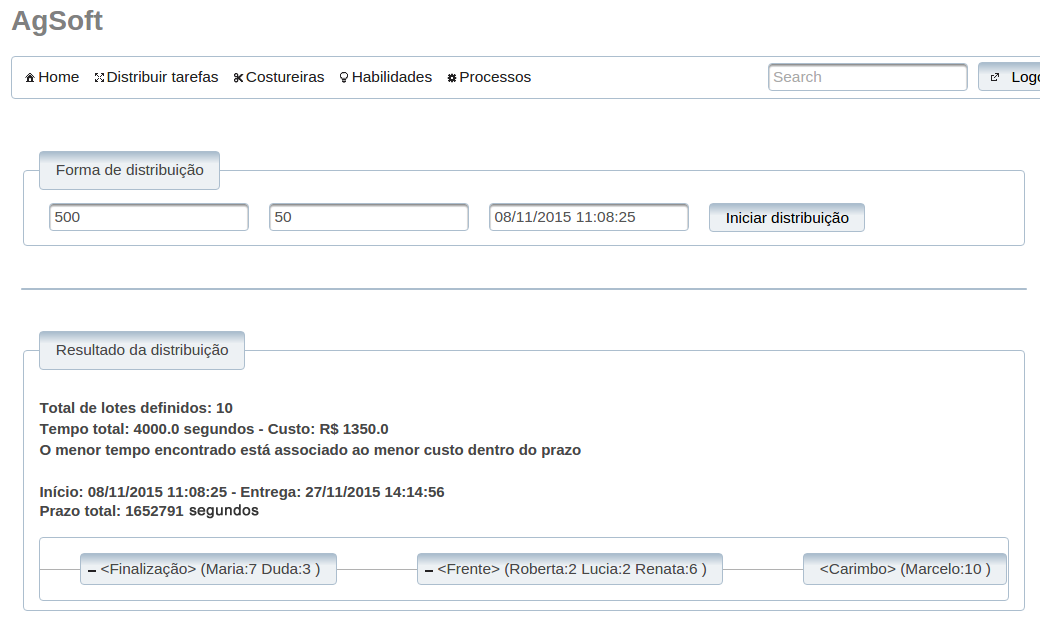 AgSoft
Home Distribuir tarefas Costureiras Habilidades Processos Search Logo
Forma de distribuição
500 50 08/11/2015 11:08:25 Iniciar distribuição
Resultado da distribuição
Total de lotes definidos: 10
Tempo total: 4000.0 segundos - Custo: R$ 1350.0
O menor tempo encontrado está associado ao menor custo dentro do prazo
Início: 08/11/2015 11:08:25 - Entrega: 27/11/2015 14:14:56
Prazo total: 1652791 segundos
<Finalização> (Maria:7 Duda:3 ) <Frente> (Roberta:2 Lucia:2 Renata:6 ) <Carimbo> (Marcelo:10 )